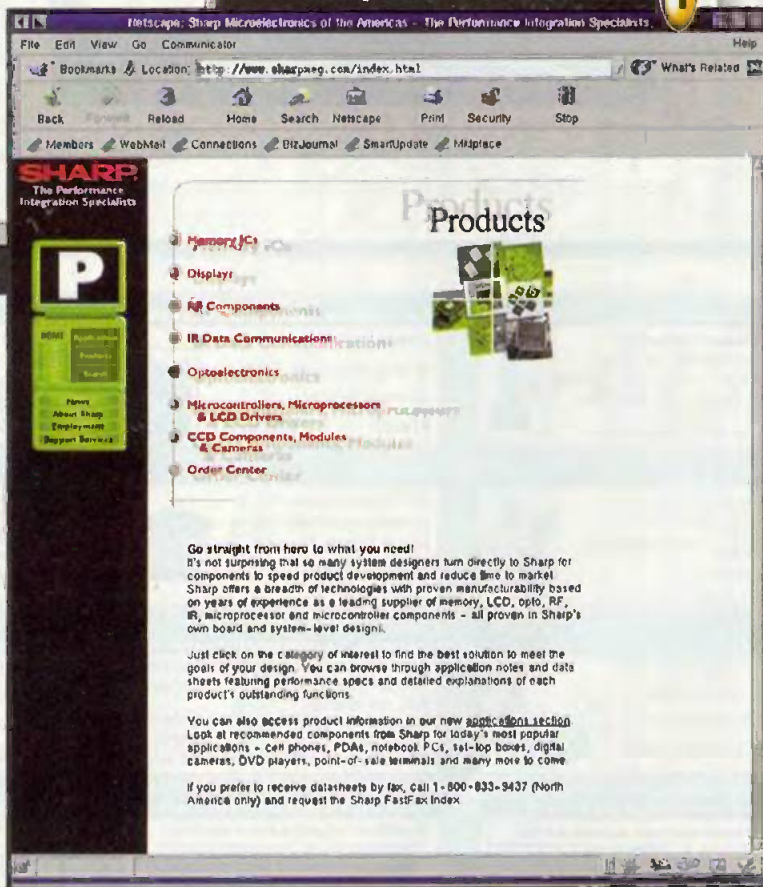 Netscape: Sharp Microelectronics of the Americas - The Performance Integration Specialists.
File Edit View Go Communicator Help
Bookmarks Location: http://www.sharpmeg.com/index.html What's Related
Back Forward Reload Home Search Netscape Print Security Stop
Members WebMail Connections BizJournal SmartUpdate Mktplace
SHARP
The Performance
Integration Specialists
P
HOME
Applications
Products
Search
News
About Sharp
Employment
Support Services
Products
Memory ICs
Displays
RF Components
IR Data Communications
Optoelectronics
Microcontrollers, Microprocessors
& LCD Drivers
CCD Components, Modules
& Cameras
Order Center
Go straight from here to what you need!
It's not surprising that so many system designers turn directly to Sharp for
components to speed product development and reduce time to market.
Sharp offers a breadth of technologies with proven manufacturability based
on years of experience as a leading supplier of memory, LCD, opto, RF,
IR, microprocessor and microcontroller components - all proven in Sharp's
own board and system-level designs.
Just click on the category of interest to find the best solution to meet the
goals of your design. You can browse through application notes and data
sheets featuring performance specs and detailed explanations of each
product's outstanding functions.
You can also access product information in our new applications section.
Look at recommended components from Sharp for today's most popular
applications - cell phones, PDAs, notebook PCs, set-top boxes, digital
cameras, DVD players, point-of-sale terminals and many more to come.
If you prefer to receive datasheets by fax, call 1-800-833-9437 (North
America only) and request the Sharp FastFax Index.